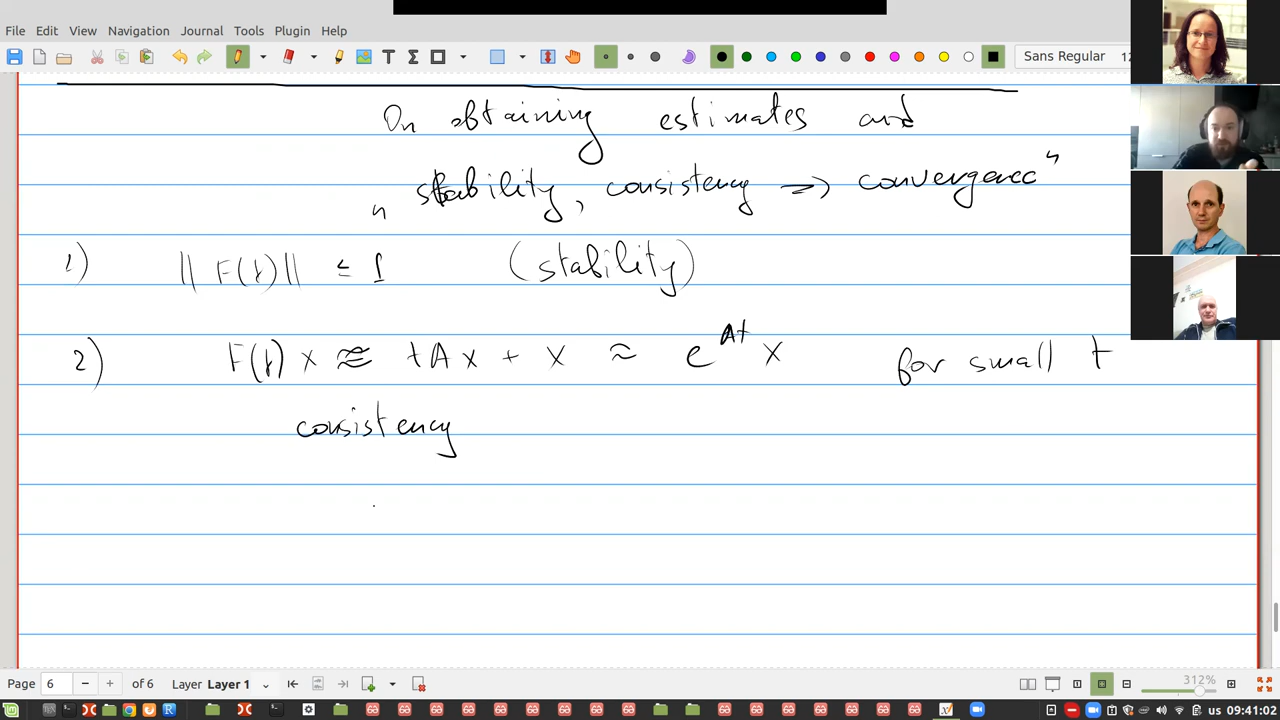 File Edit View Navigation Journal Tools Plugin Help
Sans Regular 12
On obtaining estimates and
" stability, consistency => convergence "
1) || F(t) || ≤ 1 (stability)
2) F(t) x ≈ tAx + x ≈ e^{At} x for small t
consistency
Page 6 of 6 Layer Layer 1 312%
us 09:41:02